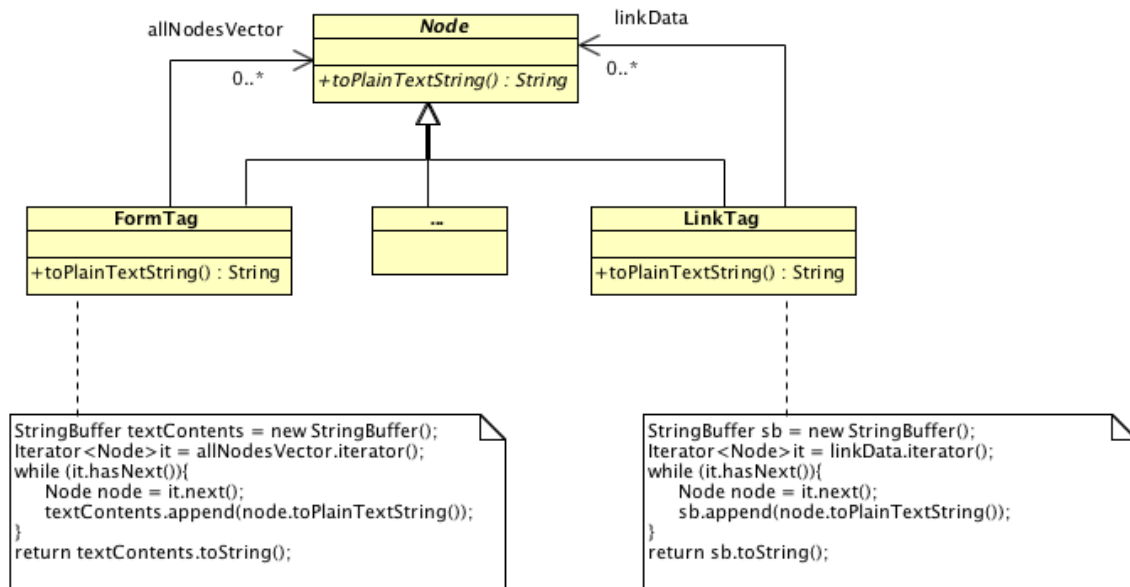 allNodesVector
Node
linkData
0..*
0..*
+toPlainTextString() : String
FormTag
...
LinkTag
+toPlainTextString() : String
+toPlainTextString() : String
StringBuffer textContents = new StringBuffer();
Iterator<Node>it = allNodesVector.iterator();
while (it.hasNext()){
Node node = it.next();
textContents.append(node.toPlainTextString());
}
return textContents.toString();
StringBuffer sb = new StringBuffer();
Iterator<Node>it = linkData.iterator();
while (it.hasNext()){
Node node = it.next();
sb.append(node.toPlainTextString());
}
return sb.toString();